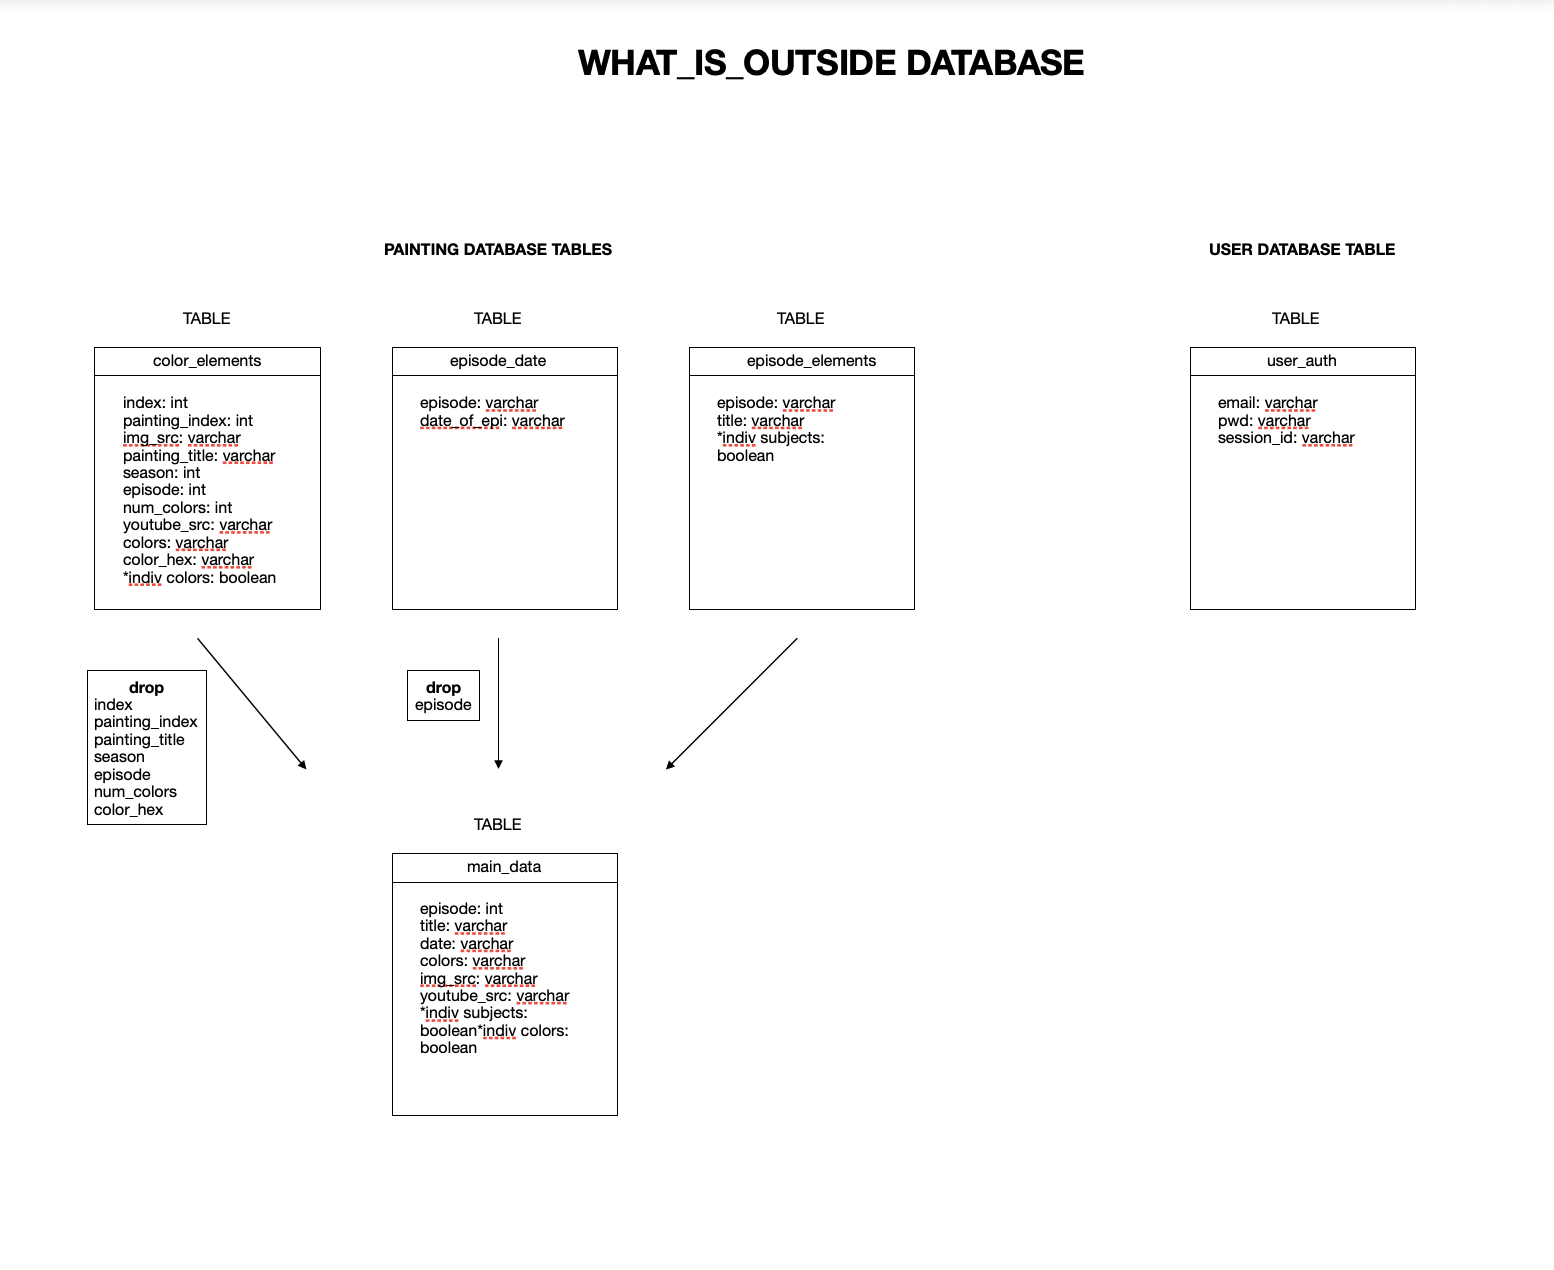 WHAT_IS_OUTSIDE DATABASE
PAINTING DATABASE TABLES
USER DATABASE TABLE
TABLE
color_elements
index: int
painting_index: int
img_src: varchar
painting_title: varchar
season: int
episode: int
num_colors: int
youtube_src: varchar
colors: varchar
color_hex: varchar
*indiv colors: boolean
TABLE
episode_date
episode: varchar
date_of_epi: varchar
TABLE
episode_elements
episode: varchar
title: varchar
*indiv subjects:
boolean
TABLE
user_auth
email: varchar
pwd: varchar
session_id: varchar
drop
index
painting_index
painting_title
season
episode
num_colors
color_hex
drop
episode
TABLE
main_data
episode: int
title: varchar
date: varchar
colors: varchar
img_src: varchar
youtube_src: varchar
*indiv subjects:
boolean*indiv colors:
boolean